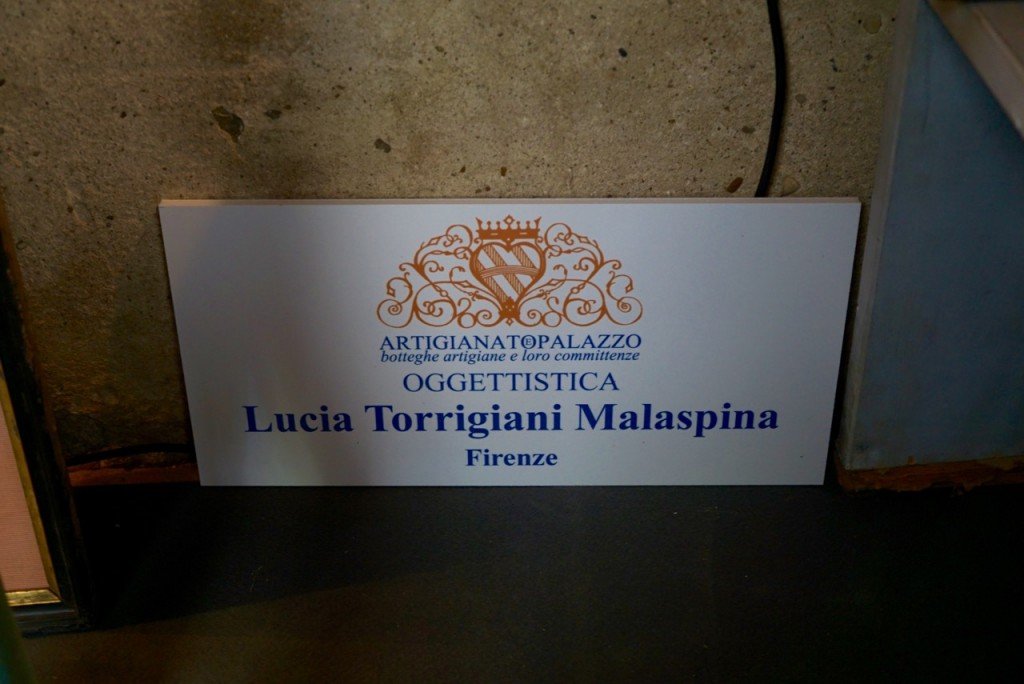 ARTIGIANATO E PALAZZO
botteghe artigiane e loro committenze
OGGETTISTICA
Lucia Torrigiani Malaspina
Firenze